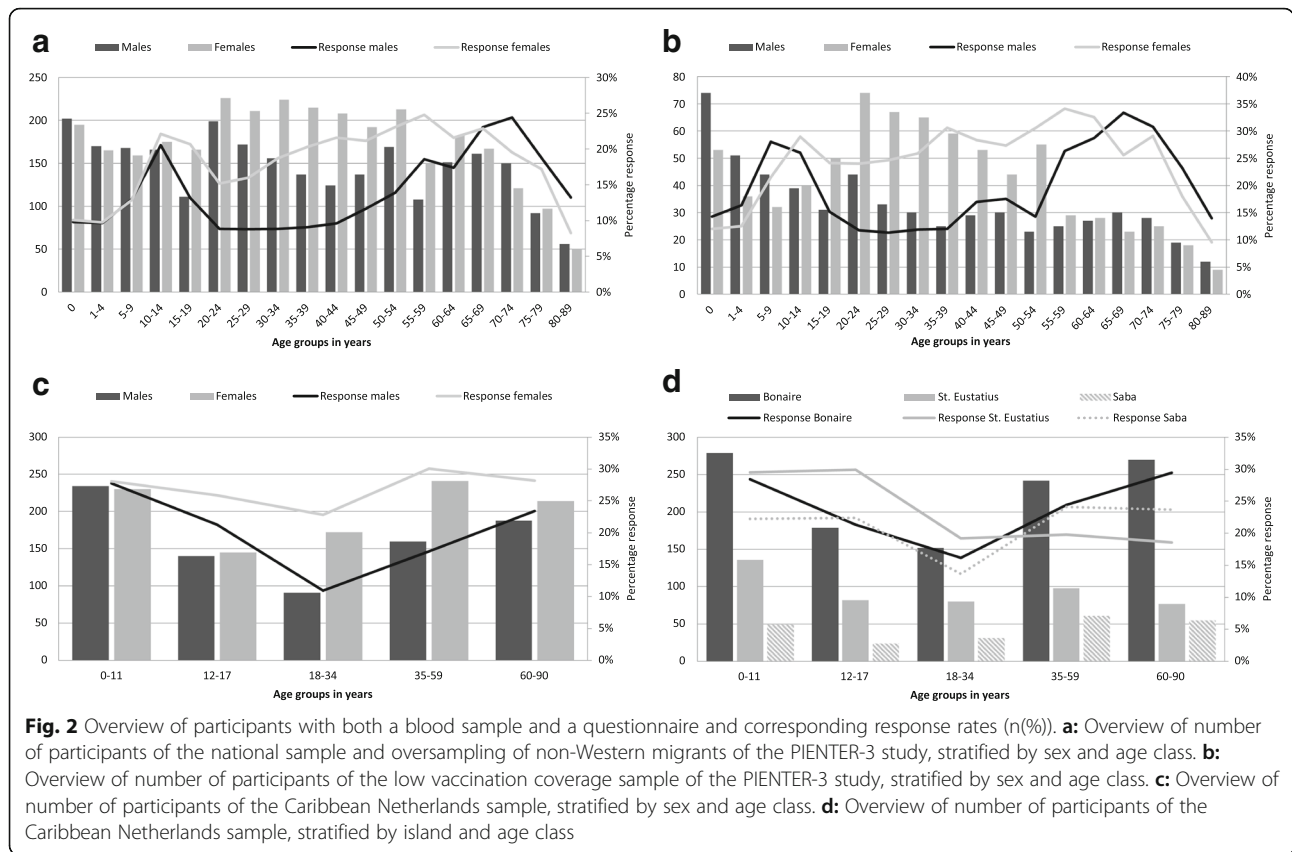 a
Males Females Response males Response females
250
200
150
100
50
0
30%
25%
20%
15%
10%
5%
0%
Percentage response
0 1-4 5-9 10-14 15-19 20-24 25-29 30-34 35-39 40-44 45-49 50-54 55-59 60-64 65-69 70-74 75-79 80-89
Age groups in years
b
Males Females Response males Response females
80
70
60
50
40
30
20
10
0
40%
35%
30%
25%
20%
15%
10%
5%
0%
Percentage response
0 1-4 5-9 10-14 15-19 20-24 25-29 30-34 35-39 40-44 45-49 50-54 55-59 60-64 65-69 70-74 75-79 80-89
Age groups in years
c
Males Females Response males Response females
300
250
200
150
100
50
0
35%
30%
25%
20%
15%
10%
5%
0%
Percentage response
0-11 12-17 18-34 35-59 60-90
Age groups in years
d
Bonaire St. Eustatius Saba
Response Bonaire Response St. Eustatius Response Saba
300
250
200
150
100
50
0
35%
30%
25%
20%
15%
10%
5%
0%
Percentage response
0-11 12-17 18-34 35-59 60-90
Age groups in years
Fig. 2 Overview of participants with both a blood sample and a questionnaire and corresponding response rates (n(%)). a: Overview of number
of participants of the national sample and oversampling of non-Western migrants of the PIENTER-3 study, stratified by sex and age class. b:
Overview of number of participants of the low vaccination coverage sample of the PIENTER-3 study, stratified by sex and age class. c: Overview of
number of participants of the Caribbean Netherlands sample, stratified by sex and age class. d: Overview of number of participants of the
Caribbean Netherlands sample, stratified by island and age class